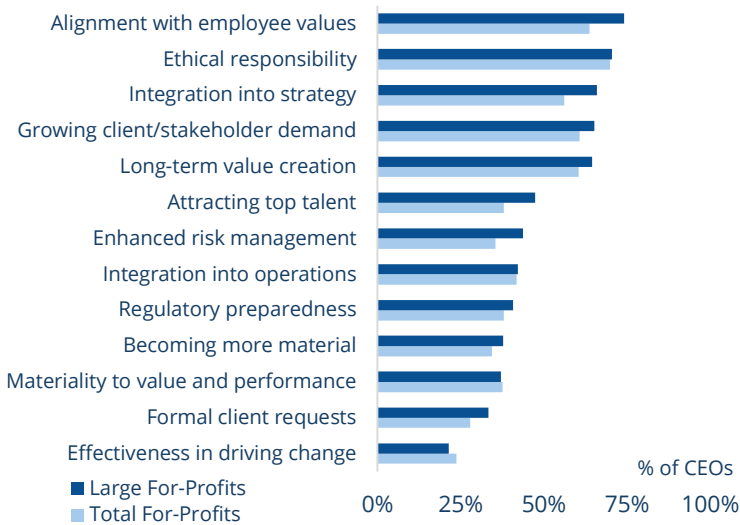 Alignment with employee values
Ethical responsibility
Integration into strategy
Growing client/stakeholder demand
Long-term value creation
Attracting top talent
Enhanced risk management
Integration into operations
Regulatory preparedness
Becoming more material
Materiality to value and performance
Formal client requests
Effectiveness in driving change
% of CEOs
Large For-Profits
Total For-Profits
0% 25% 50% 75% 100%